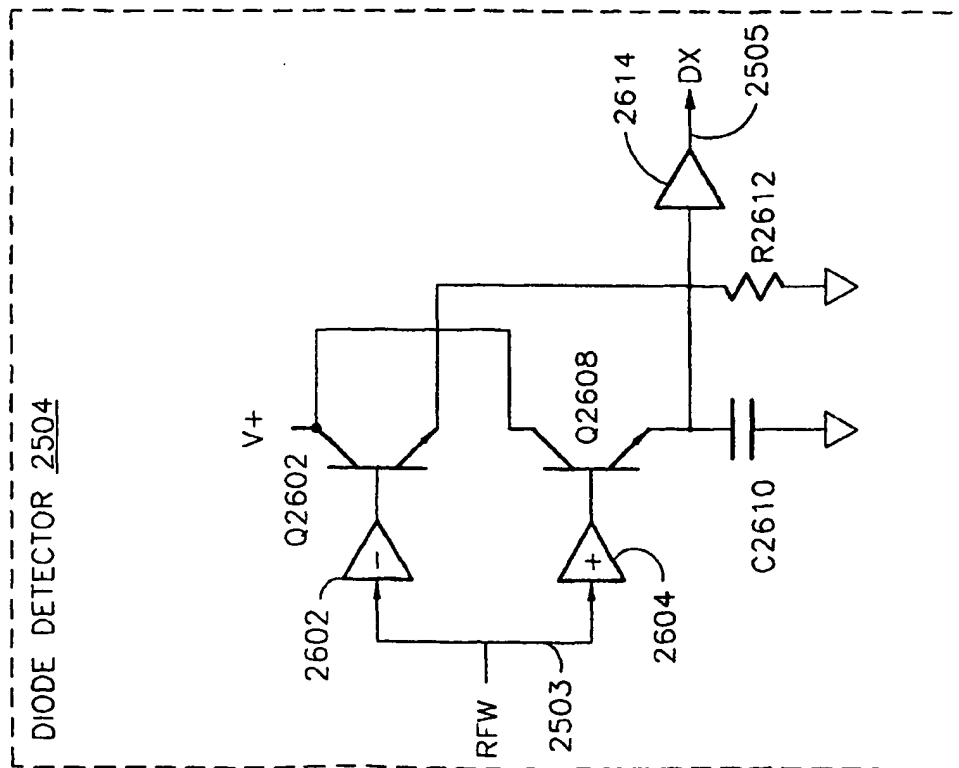 DIODE DETECTOR 2504
V+
Q2602
2602
−
RFW
2503
+
2604
Q2608
C2610
R2612
2614
DX
2505